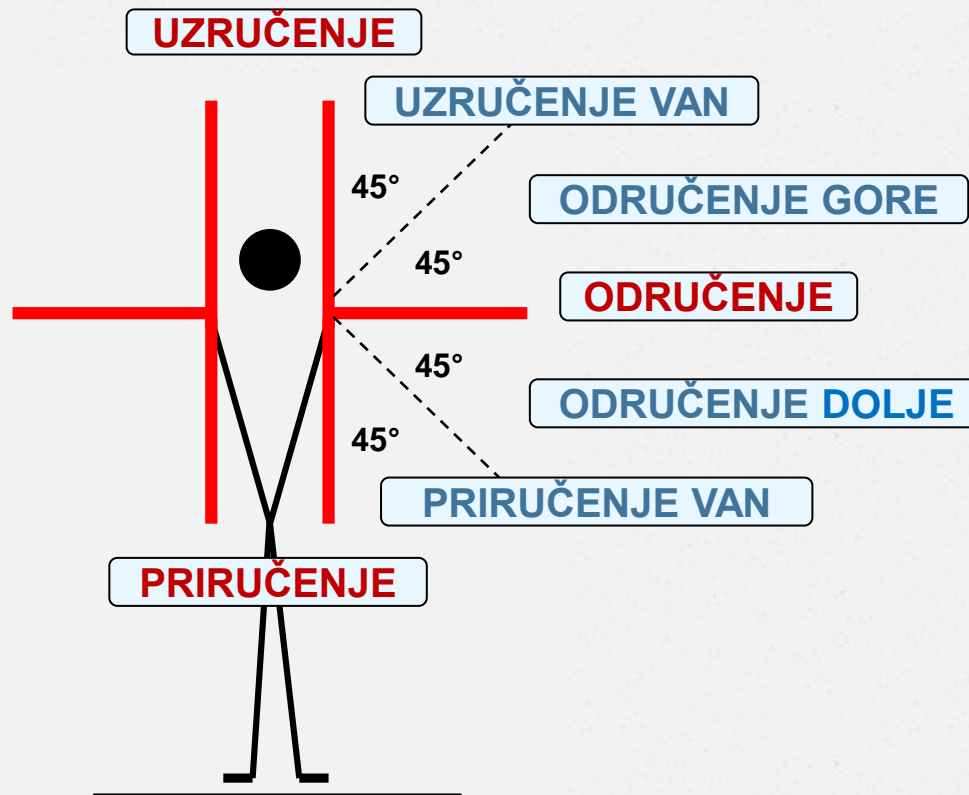 UZRUČENJE
UZRUČENJE VAN
45°
ODRUČENJE GORE
45°
ODRUČENJE
45°
ODRUČENJE DOLJE
45°
PRIRUČENJE VAN
PRIRUČENJE